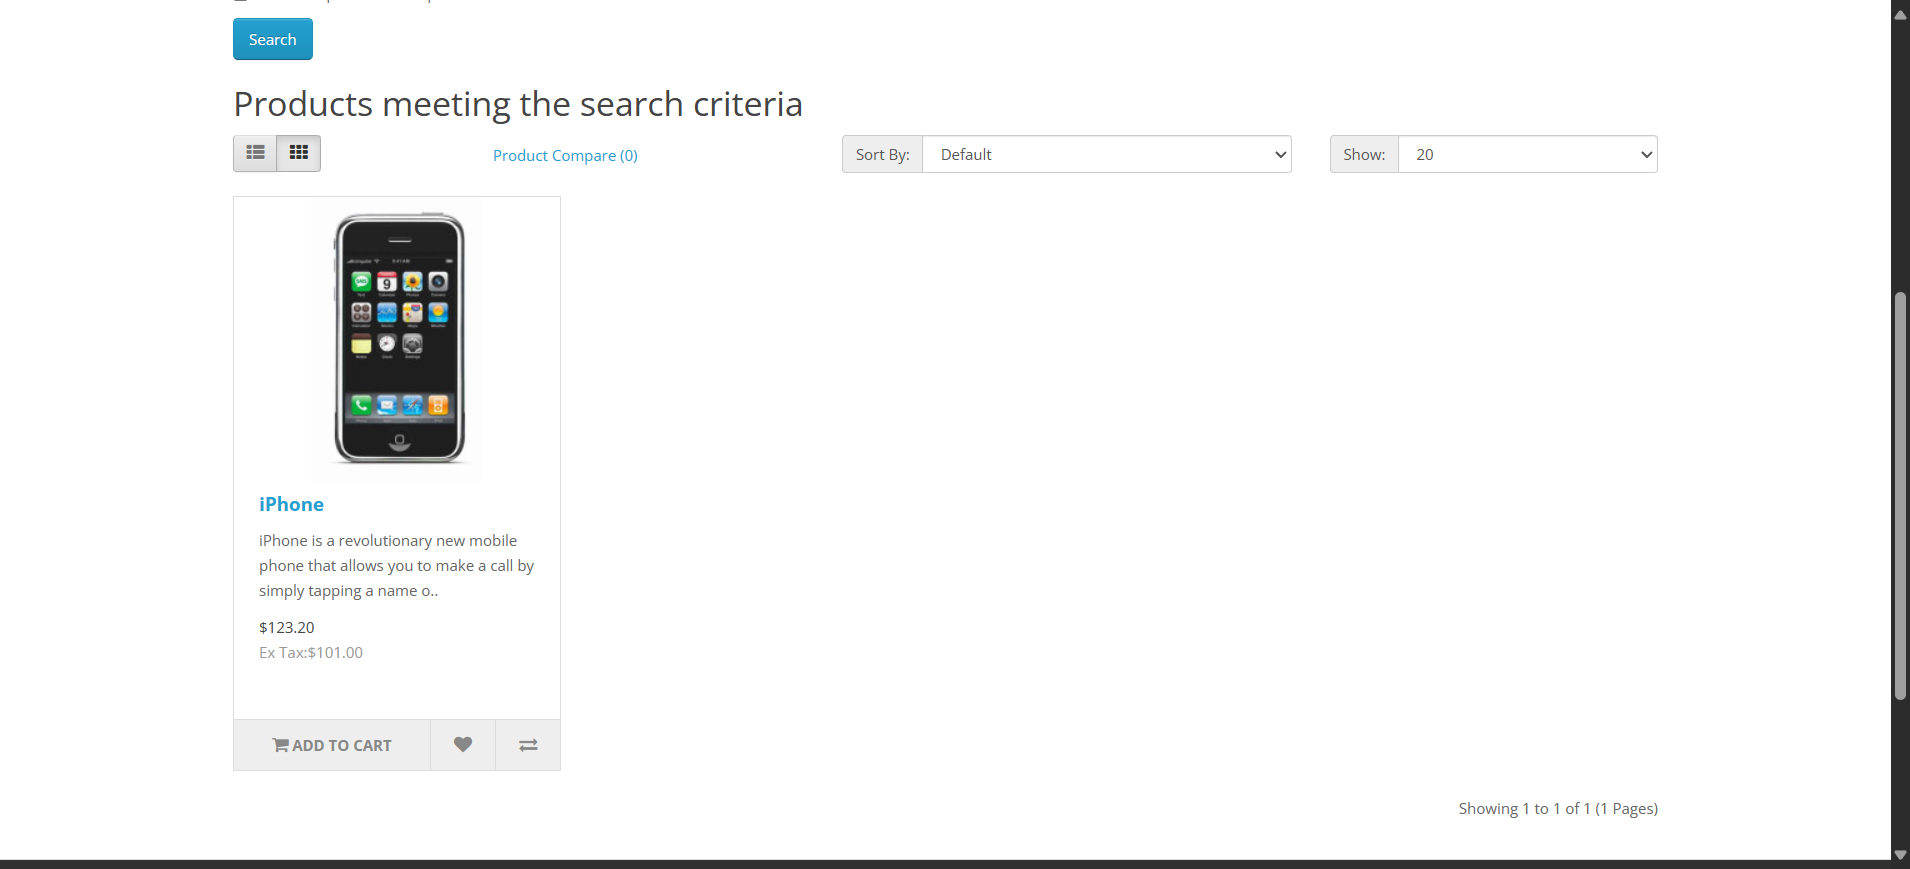 Search
Products meeting the search criteria
Product Compare (0)
Sort By: Default
Show: 20
iPhone
iPhone is a revolutionary new mobile
phone that allows you to make a call by
simply tapping a name o..
$123.20
Ex Tax:$101.00
ADD TO CART
Showing 1 to 1 of 1 (1 Pages)